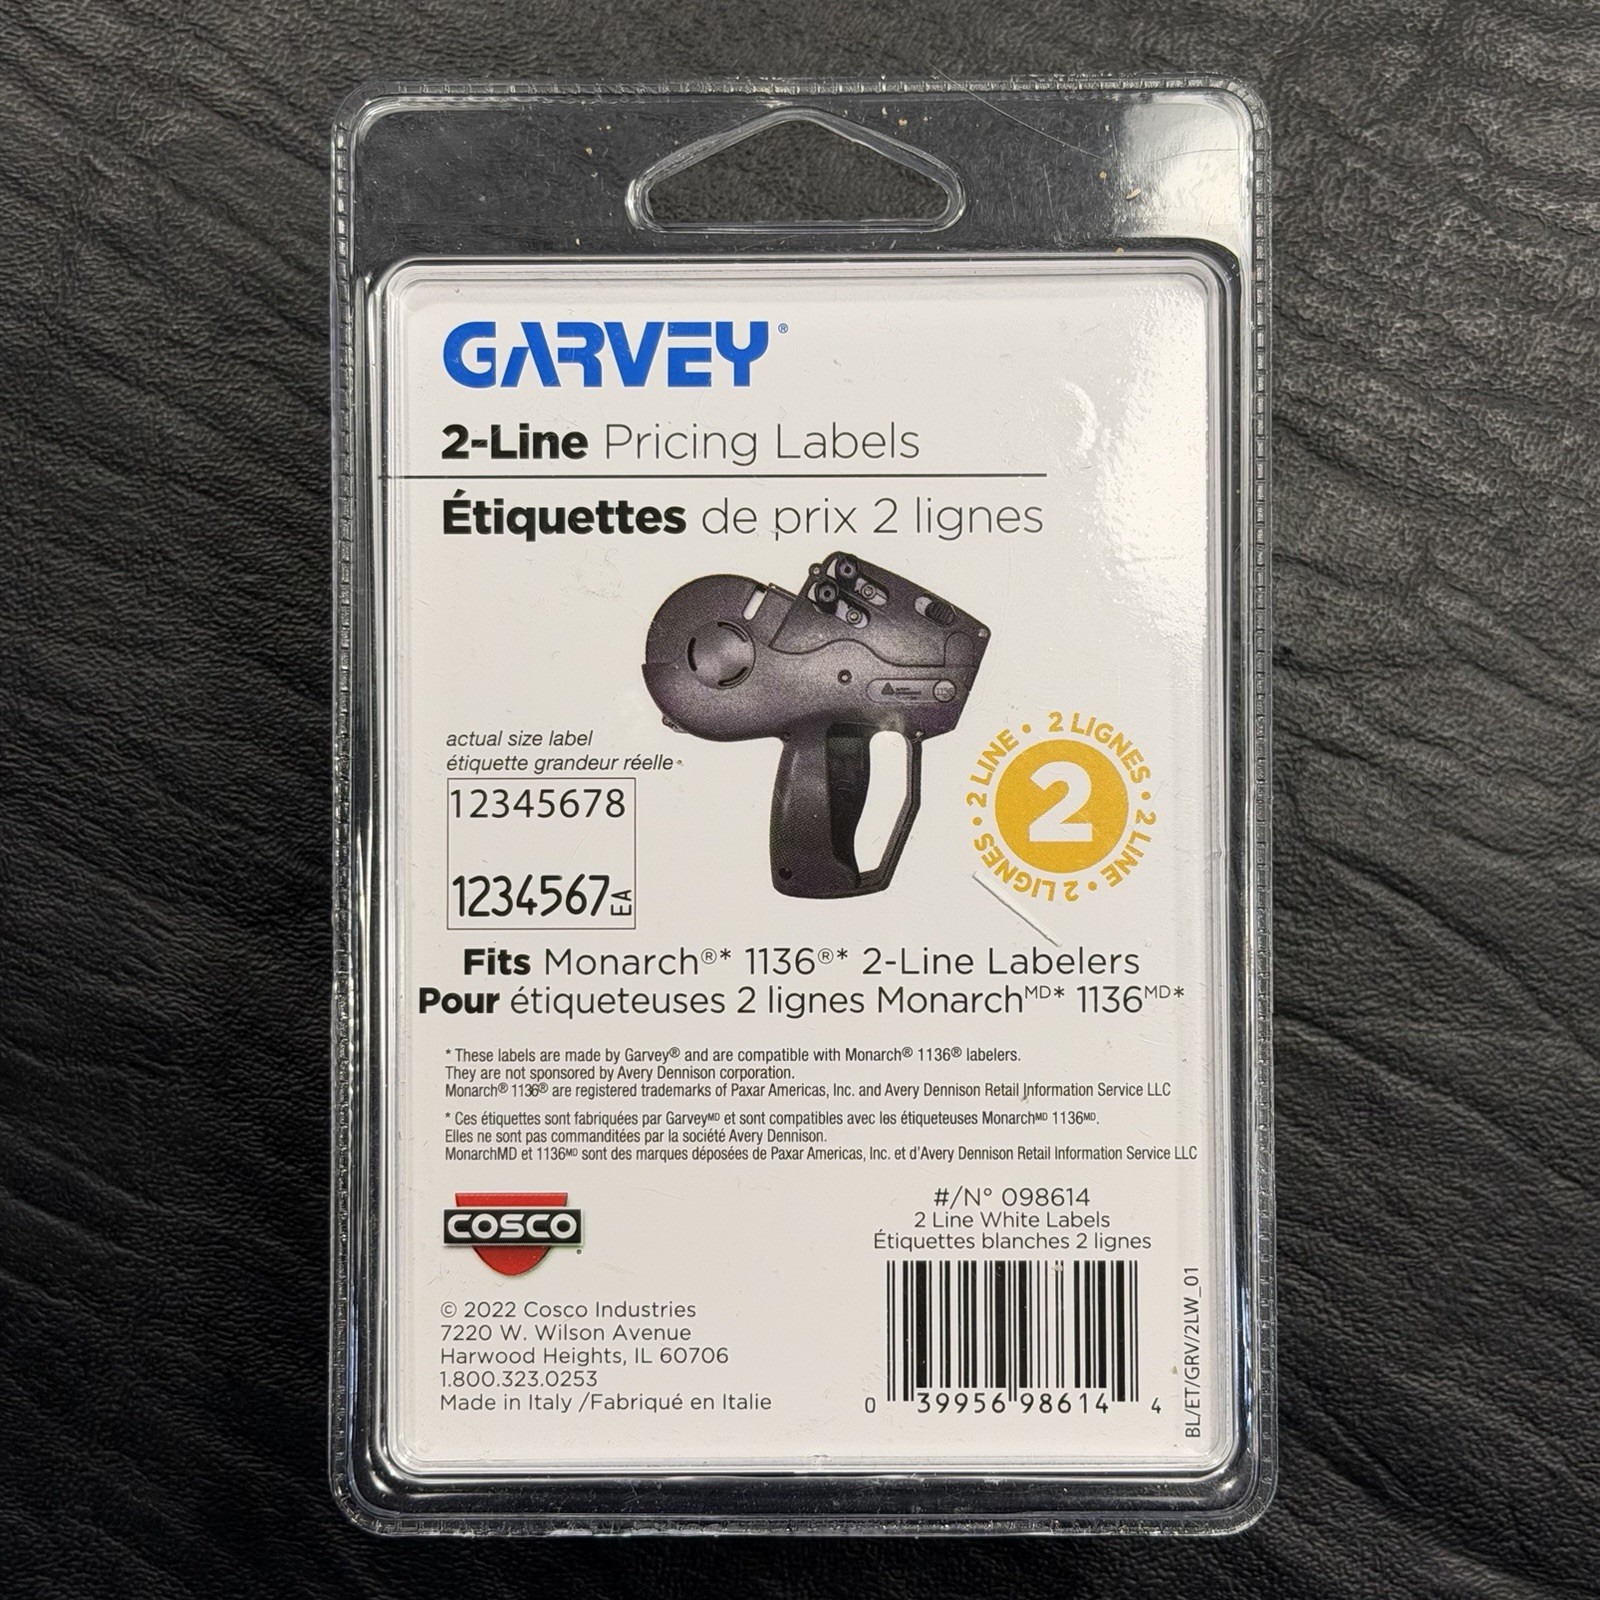 GARVEY®
2-Line Pricing Labels
Étiquettes de prix 2 lignes
actual size label
étiquette grandeur réelle
12345678
1234567 EA
2 LINE • 2 LIGNES • 2 LINE • 2 LIGNES •
2
Fits Monarch®* 1136®* 2-Line Labelers
Pour étiqueteuses 2 lignes Monarchᴹᴰ* 1136ᴹᴰ*
* These labels are made by Garvey® and are compatible with Monarch® 1136® labelers.
They are not sponsored by Avery Dennison corporation.
Monarch® 1136® are registered trademarks of Paxar Americas, Inc. and Avery Dennison Retail Information Service LLC
* Ces étiquettes sont fabriquées par Garveyᴹᴰ et sont compatibles avec les étiqueteuses Monarchᴹᴰ 1136ᴹᴰ.
Elles ne sont pas commanditées par la société Avery Dennison.
MonarchMD et 1136ᴹᴰ sont des marques déposées de Paxar Americas, Inc. et d'Avery Dennison Retail Information Service LLC
COSCO®
© 2022 Cosco Industries
7220 W. Wilson Avenue
Harwood Heights, IL 60706
1.800.323.0253
Made in Italy /Fabriqué en Italie
#/N° 098614
2 Line White Labels
Étiquettes blanches 2 lignes
0 39956 98614 4
BL/ET/GRV/2LW_01